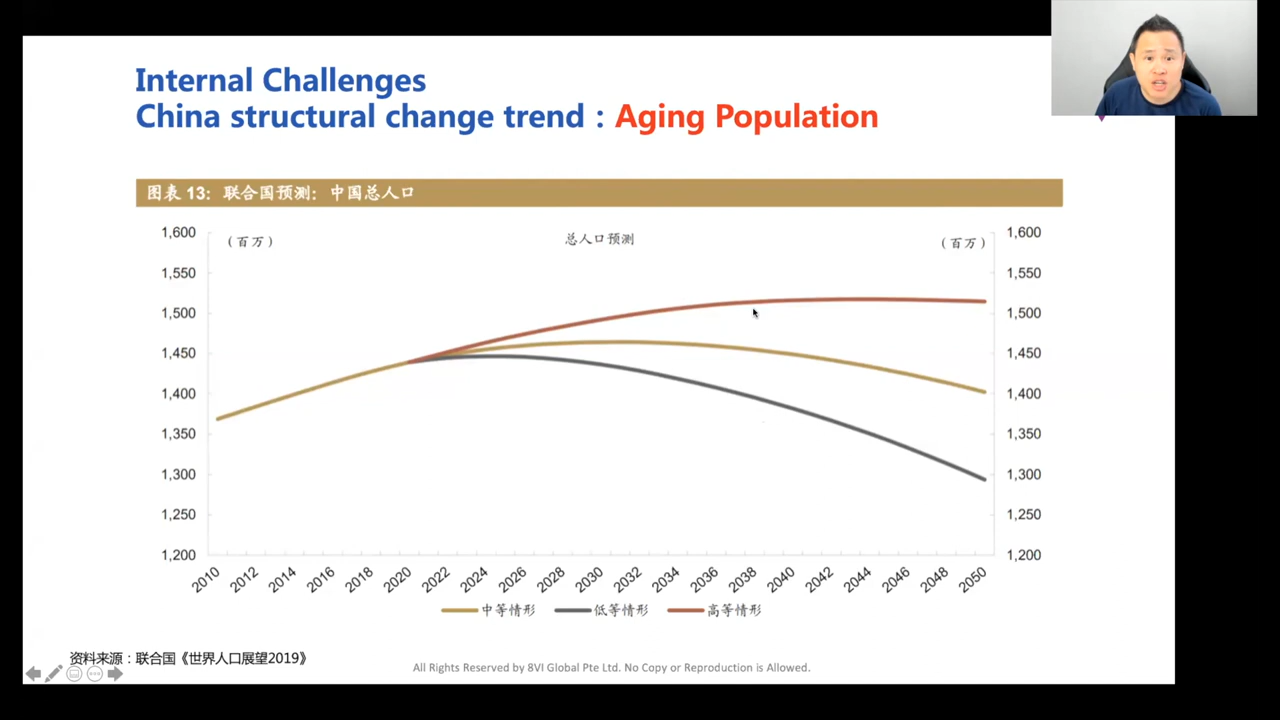 Internal Challenges
China structural change trend : Aging Population
图表 13: 联合国预测: 中国总人口
1,600 (百万) 总人口预测 (百万) 1,600
1,550 1,550
1,500 1,500
1,450 1,450
1,400 1,400
1,350 1,350
1,300 1,300
1,250 1,250
1,200 1,200
2010 2012 2014 2016 2018 2020 2022 2024 2026 2028 2030 2032 2034 2036 2038 2040 2042 2044 2046 2048 2050
中等情形 低等情形 高等情形
资料来源：联合国《世界人口展望2019》
All Rights Reserved by 8VI Global Pte Ltd. No Copy or Reproduction is Allowed.